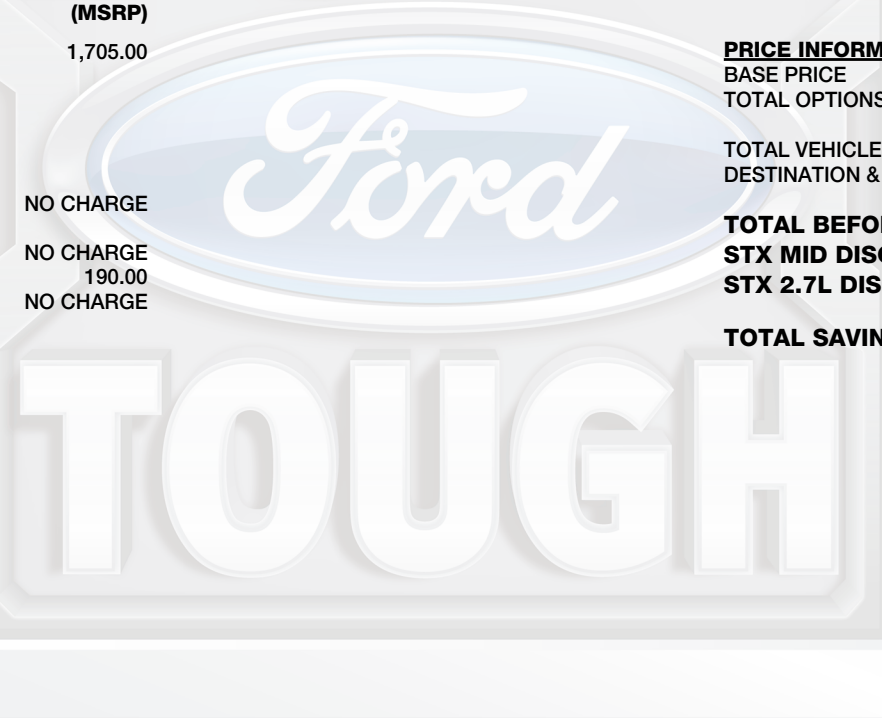 (MSRP)
1,705.00
NO CHARGE
NO CHARGE
190.00
NO CHARGE
PRICE INFORM
BASE PRICE
TOTAL OPTIONS
TOTAL VEHICLE
DESTINATION &
TOTAL BEFO
STX MID DISC
STX 2.7L DIS
TOTAL SAVIN
Ford
TOUGH